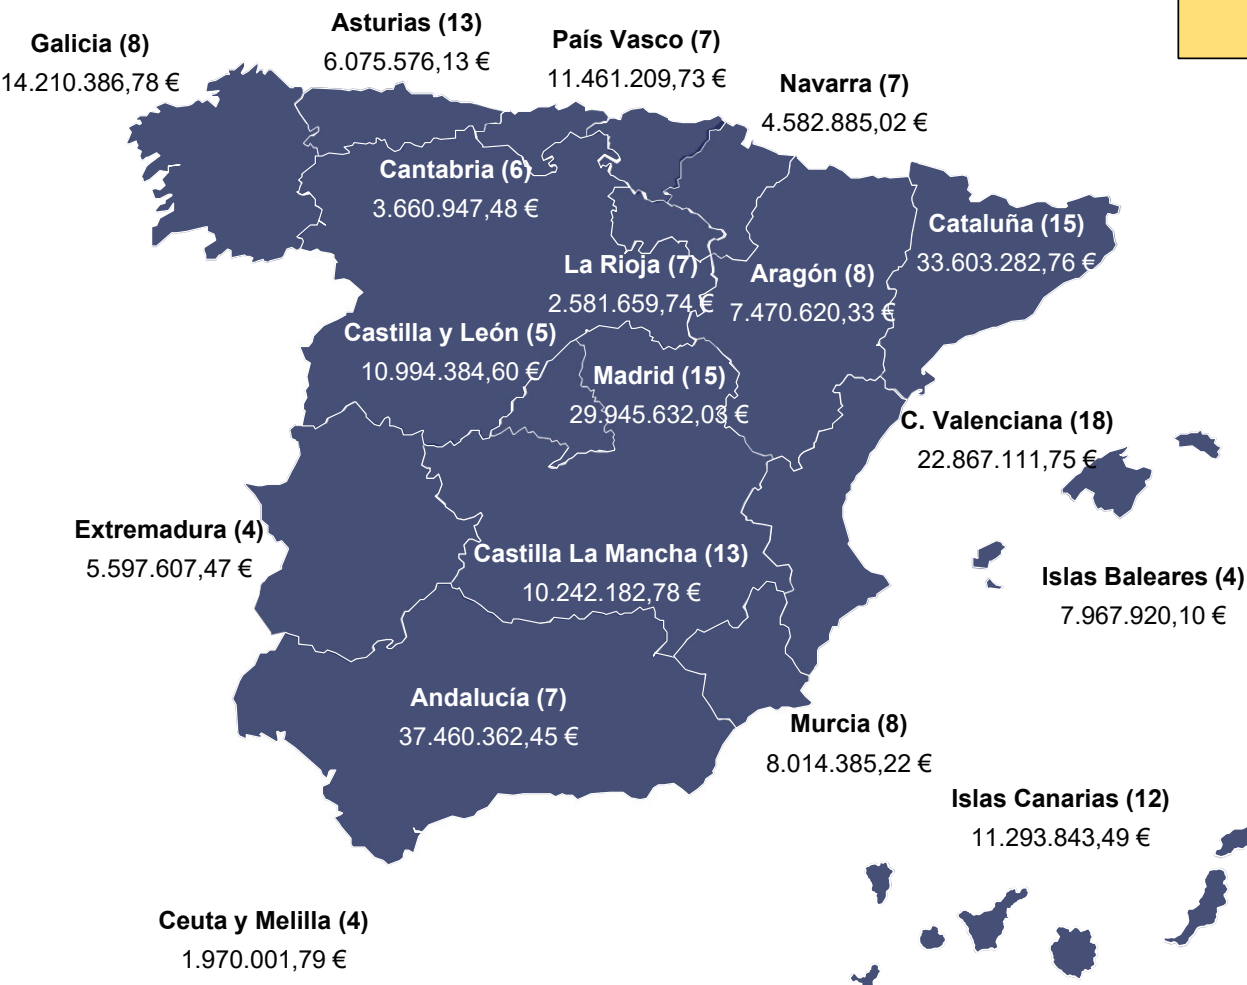 Asturias (13)
6.075.576,13 €
Galicia (8)
14.210.386,78 €
País Vasco (7)
11.461.209,73 €
Navarra (7)
4.582.885,02 €
Cantabria (6)
3.660.947,48 €
Cataluña (15)
33.603.282,76 €
La Rioja (7)
2.581.659,74 €
Aragón (8)
7.470.620,33 €
Castilla y León (5)
10.994.384,60 €
Madrid (15)
29.945.632,03 €
C. Valenciana (18)
22.867.111,75 €
Extremadura (4)
5.597.607,47 €
Castilla La Mancha (13)
10.242.182,78 €
Islas Baleares (4)
7.967.920,10 €
Andalucía (7)
37.460.362,45 €
Murcia (8)
8.014.385,22 €
Islas Canarias (12)
11.293.843,49 €
Ceuta y Melilla (4)
1.970.001,79 €